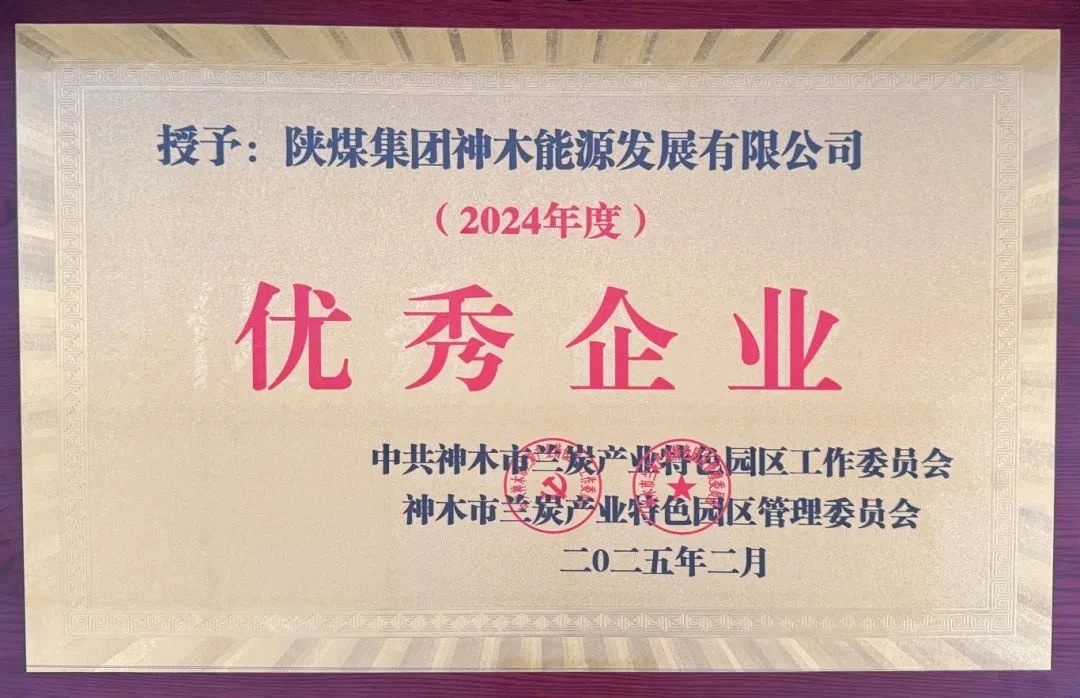 授予：陕煤集团神木能源发展有限公司
（2024年度）
优秀企业
中共神木市兰炭产业特色园区工作委员会
神木市兰炭产业特色园区管理委员会
二0二五年二月